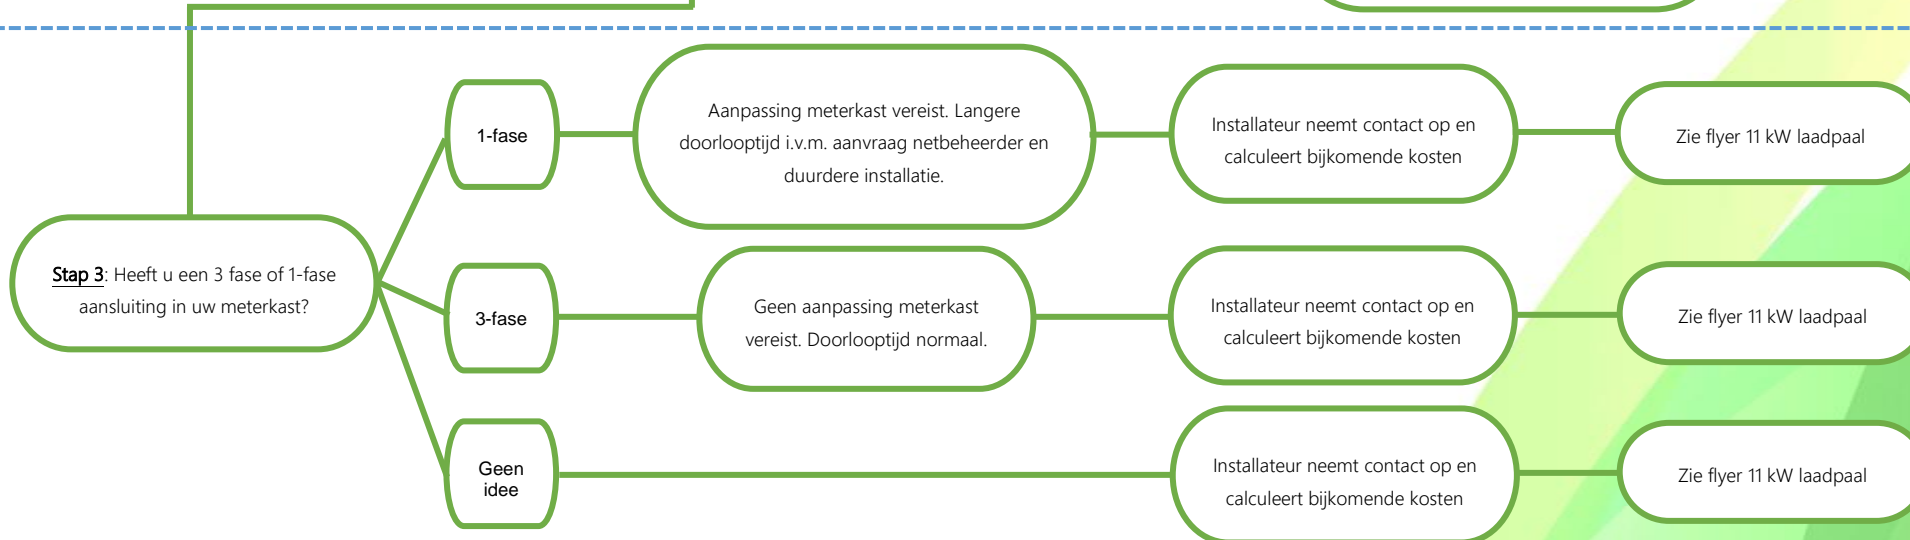 1-fase
Aanpassing meterkast vereist. Langere
doorlooptijd i.v.m. aanvraag netbeheerder en
duurdere installatie.
Installateur neemt contact op en
calculeert bijkomende kosten
Zie flyer 11 kW laadpaal
Stap 3: Heeft u een 3 fase of 1-fase
aansluiting in uw meterkast?
3-fase
Geen aanpassing meterkast
vereist. Doorlooptijd normaal.
Installateur neemt contact op en
calculeert bijkomende kosten
Zie flyer 11 kW laadpaal
Geen
idee
Installateur neemt contact op en
calculeert bijkomende kosten
Zie flyer 11 kW laadpaal